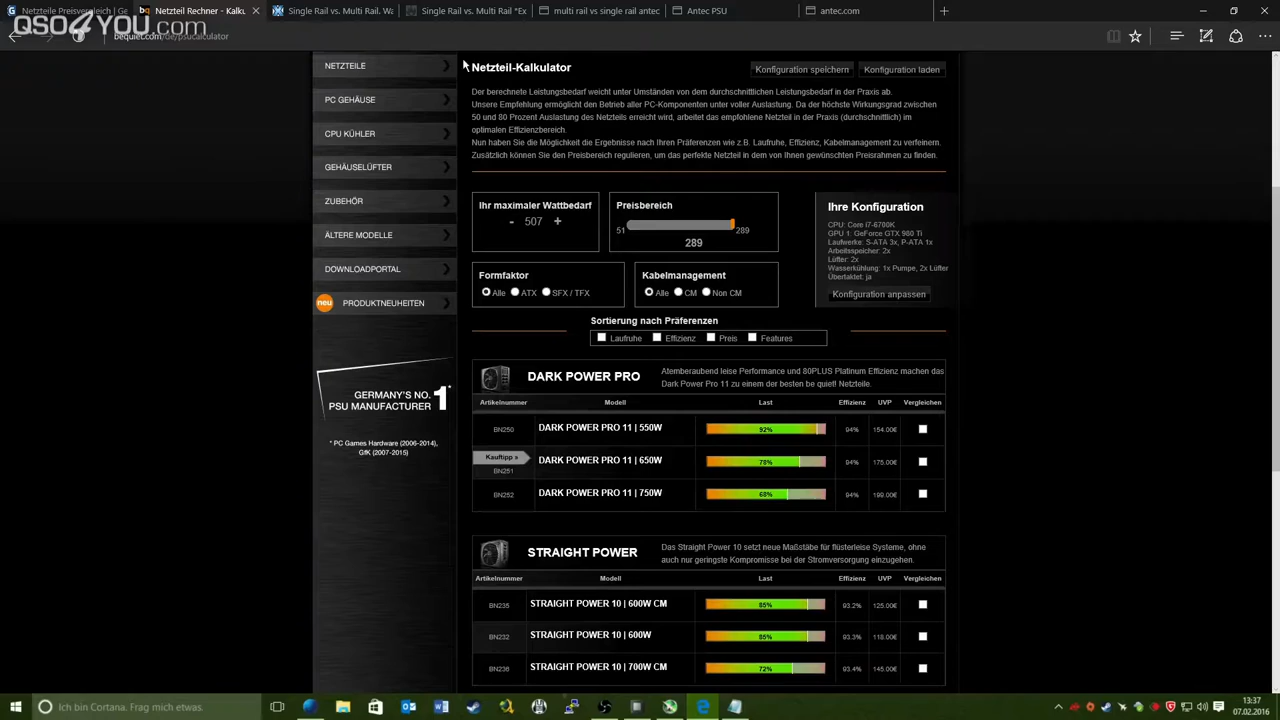 Netzteilvergleich | Ge
Netzteil Rechner - Kalku
Single Rail vs. Multi Rail. Wa
Single Rail vs. Multi Rail *Ex
multi rail vs single rail antec
Antec PSU
antec.com
QSO4YOU.com
bequiet.com/de/psucalculator
NETZTEILE
PC GEHÄUSE
CPU KÜHLER
GEHÄUSELÜFTER
ZUBEHÖR
ÄLTERE MODELLE
DOWNLOADPORTAL
neu PRODUKTNEUHEITEN
GERMANY'S NO. 1*
PSU MANUFACTURER
* PC Games Hardware (2006-2014),
GfK (2007-2015)
Netzteil-Kalkulator
Konfiguration speichern
Konfiguration laden
Der berechnete Leistungsbedarf weicht unter Umständen von dem durchschnittlichen Leistungsbedarf in der Praxis ab.
Unsere Empfehlung ermöglicht den Betrieb aller PC-Komponenten unter voller Auslastung. Da der höchste Wirkungsgrad zwischen
50 und 80 Prozent Auslastung des Netzteils erreicht wird, arbeitet das empfohlene Netzteil in der Praxis (durchschnittlich) im
optimalen Effizienzbereich.
Nun haben Sie die Möglichkeit die Ergebnisse nach Ihren Präferenzen wie z.B. Laufruhe, Effizienz, Kabelmanagement zu verfeinern.
Zusätzlich können Sie den Preisbereich regulieren, um das perfekte Netzteil in dem von Ihnen gewünschten Preisrahmen zu finden.
Ihr maximaler Wattbedarf
- 507 +
Preisbereich
51 289
289
Ihre Konfiguration
CPU: Core i7-6700K
GPU 1: GeForce GTX 980 Ti
Laufwerke: S-ATA 3x, P-ATA 1x
Arbeitsspeicher: 2x
Lüfter: 2x
Wasserkühlung: 1x Pumpe, 2x Lüfter
Übertaktet: ja
Konfiguration anpassen
Formfaktor
Alle ATX SFX / TFX
Kabelmanagement
Alle CM Non CM
Sortierung nach Präferenzen
Laufruhe Effizienz Preis Features
DARK POWER PRO
Atemberaubend leise Performance und 80PLUS Platinum Effizienz machen das
Dark Power Pro 11 zu einem der besten be quiet! Netzteile.
Artikelnummer Modell Last Effizienz UVP Vergleichen
BN250 DARK POWER PRO 11 | 550W 92% 94% 154.00€
Kauftipp »
BN251 DARK POWER PRO 11 | 650W 78% 94% 175.00€
BN252 DARK POWER PRO 11 | 750W 68% 94% 199.00€
STRAIGHT POWER
Das Straight Power 10 setzt neue Maßstäbe für flüsterleise Systeme, ohne
auch nur geringste Kompromisse bei der Stromversorgung einzugehen.
Artikelnummer Modell Last Effizienz UVP Vergleichen
BN235 STRAIGHT POWER 10 | 600W CM 85% 93.2% 125.00€
BN232 STRAIGHT POWER 10 | 600W 85% 93.3% 118.00€
BN236 STRAIGHT POWER 10 | 700W CM 72% 93.4% 145.00€
Ich bin Cortana. Frag mich etwas.
13:37
07.02.2016